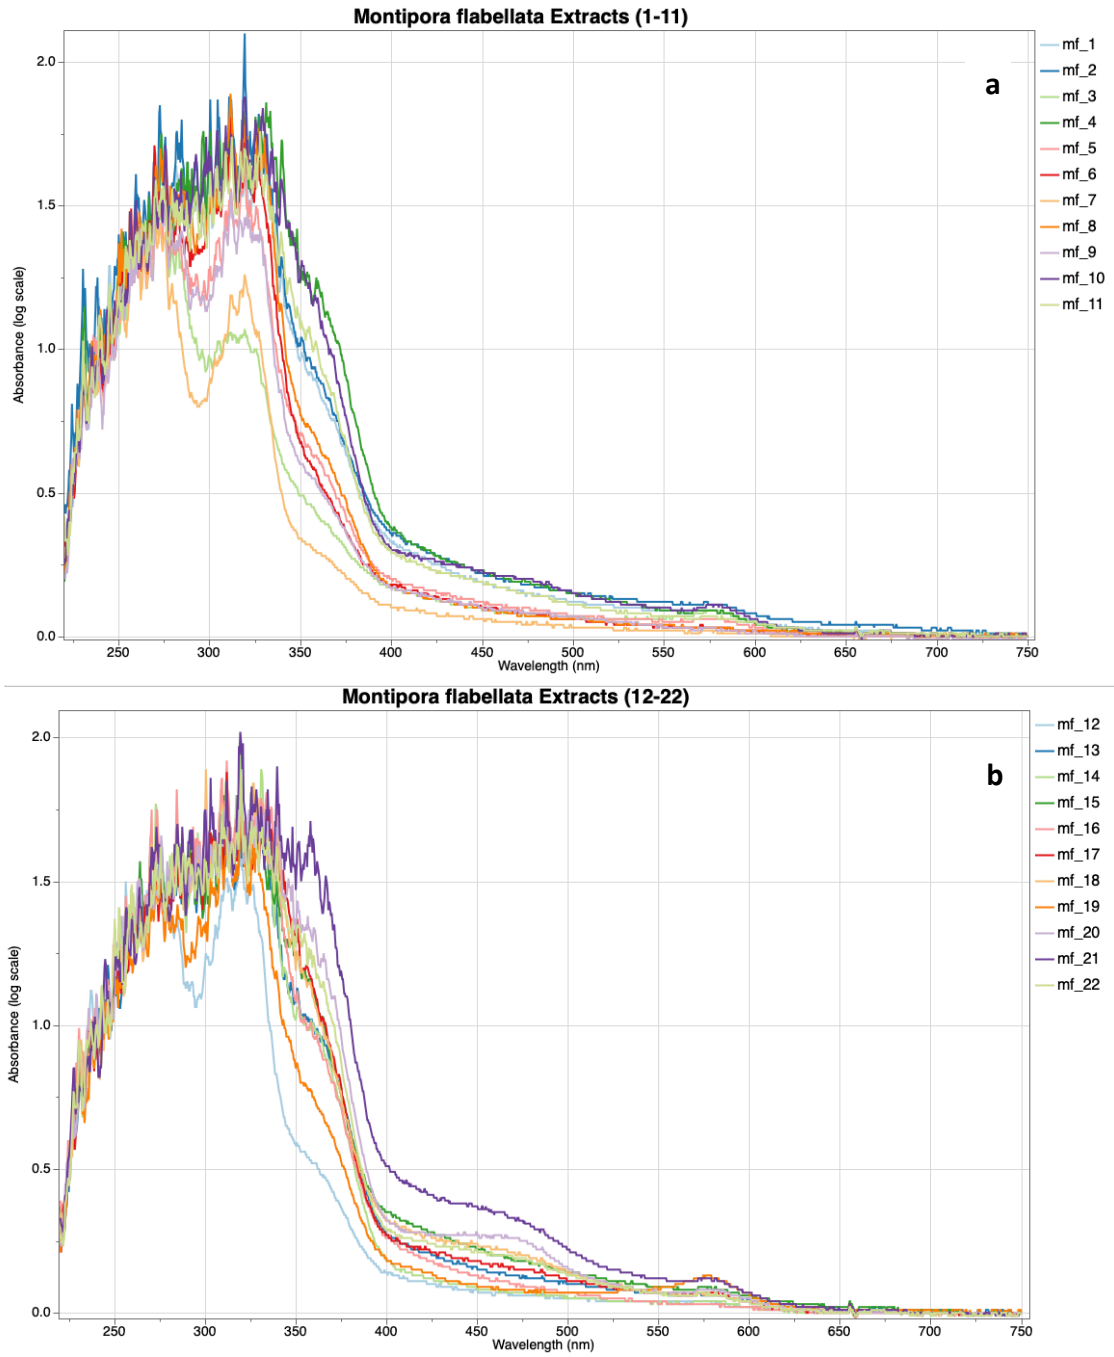 Montipora flabellata Extracts (1-11)
a
2.0
1.5
1.0
0.5
0.0
Absorbance (log scale)
250 300 350 400 450 500 550 600 650 700 750
Wavelength (nm)
mf_1
mf_2
mf_3
mf_4
mf_5
mf_6
mf_7
mf_8
mf_9
mf_10
mf_11
Montipora flabellata Extracts (12-22)
b
2.0
1.5
1.0
0.5
0.0
Absorbance (log scale)
250 300 350 400 450 500 550 600 650 700 750
Wavelength (nm)
mf_12
mf_13
mf_14
mf_15
mf_16
mf_17
mf_18
mf_19
mf_20
mf_21
mf_22